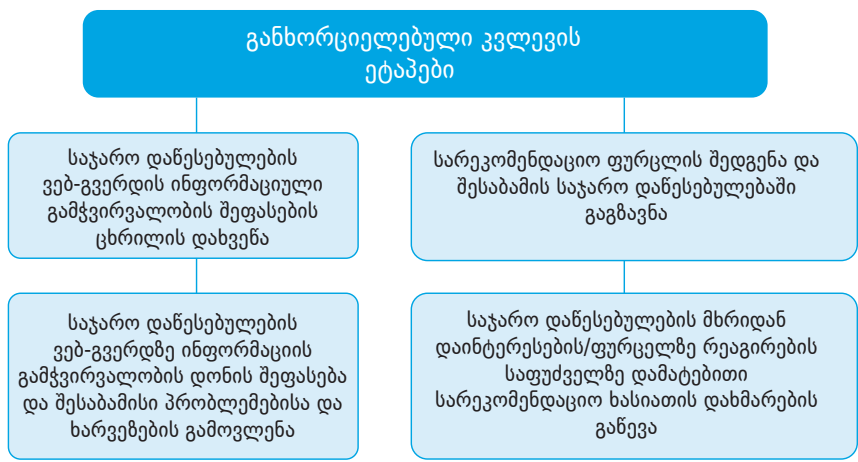 განხორციელებული კვლევის
ეტაპები
საჯარო დაწესებულების
ვებ-გვერდის ინფორმაციული
გამჭვირვალობის შეფასების
ცხრილის დახვეწა
საჯარო დაწესებულების
ვებ-გვერდზე ინფორმაციის
გამჭვირვალობის დონის შეფასება
და შესაბამისი პრობლემებისა და
ხარვეზების გამოვლენა
სარეკომენდაციო ფურცლის შედგენა და
შესაბამის საჯარო დაწესებულებაში
გაგზავნა
საჯარო დაწესებულების მხრიდან
დაინტერესების/ფურცელზე რეაგირების
საფუძველზე დამატებითი
სარეკომენდაციო ხასიათის დახმარების
გაწევა